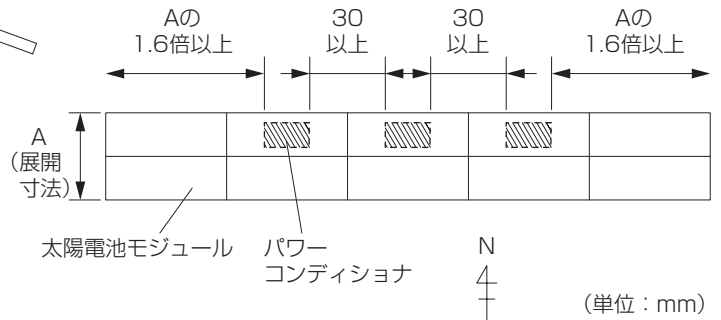 Aの
1.6倍以上
30
以上
30
以上
Aの
1.6倍以上
A
(展開
寸法)
太陽電池モジュール
パワー
コンディショナ
N
(単位：mm)